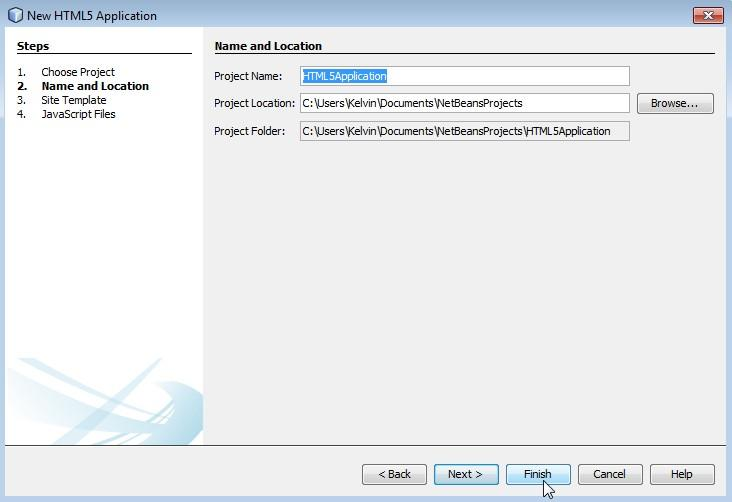 New HTML5 Application
Steps
1. Choose Project
2. Name and Location
3. Site Template
4. JavaScript Files
Name and Location
Project Name: HTML5Application
Project Location: C:\Users\Kelvin\Documents\NetBeansProjects Browse...
Project Folder: C:\Users\Kelvin\Documents\NetBeansProjects\HTML5Application
< Back Next > Finish Cancel Help